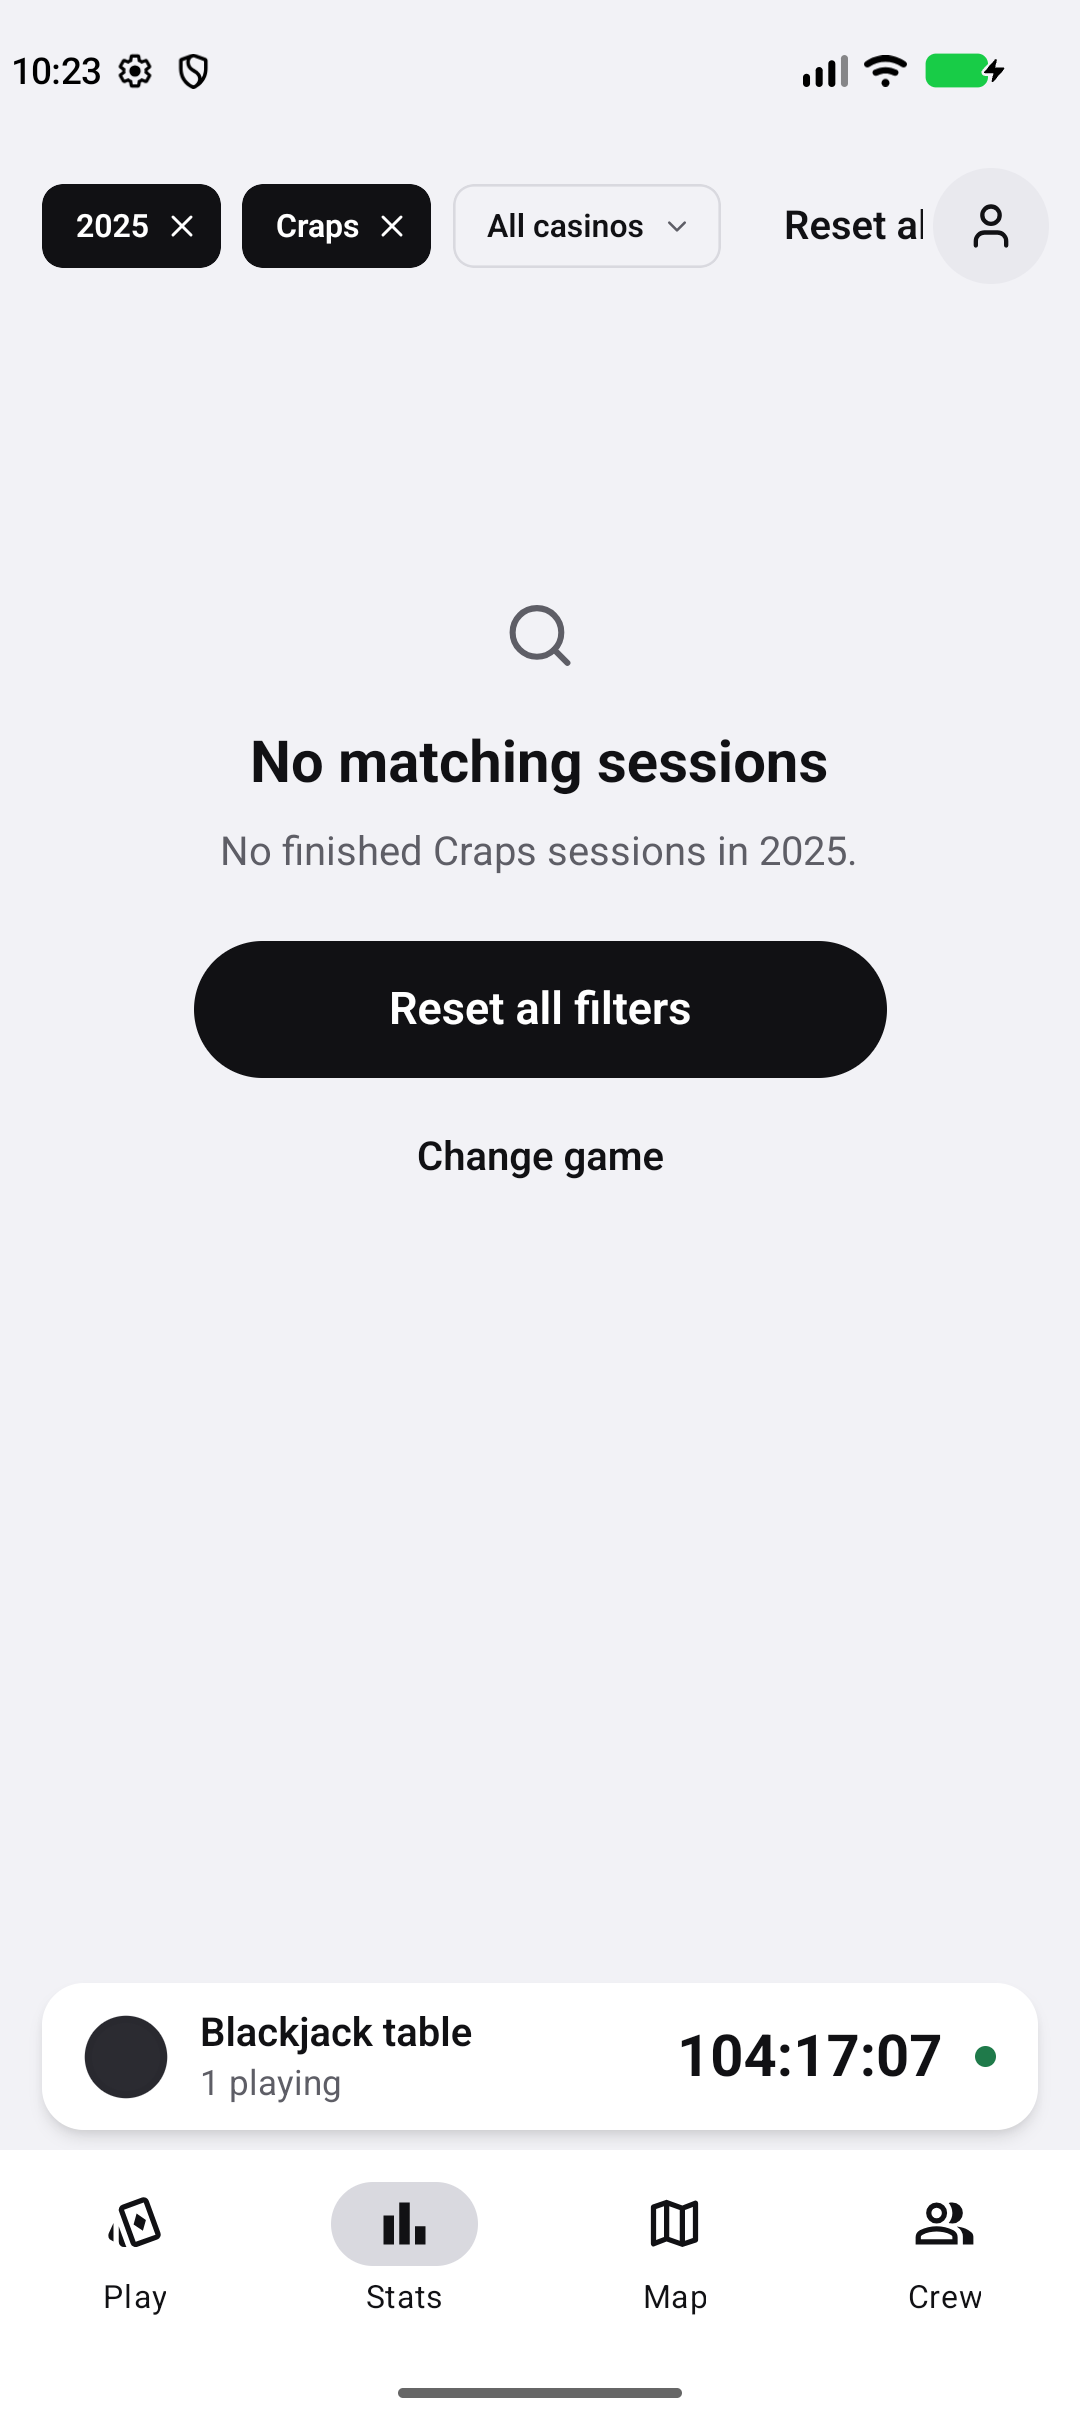 10:23
2025
Craps
All casinos
Reset al
No matching sessions
No finished Craps sessions in 2025.
Reset all filters
Change game
Blackjack table
1 playing
104:17:07
Play
Stats
Map
Crew